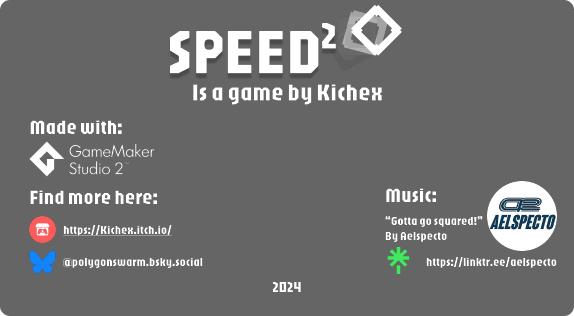 SPEED²
Is a game by Kichex
Made with:
GameMaker
Studio 2™
Find more here:
https://Kichex.itch.io/
@polygonswarm.bsky.social
Music:
“Gotta go squared!”
By Aelspecto
AELSPECTO
https://linktr.ee/aelspecto
2024